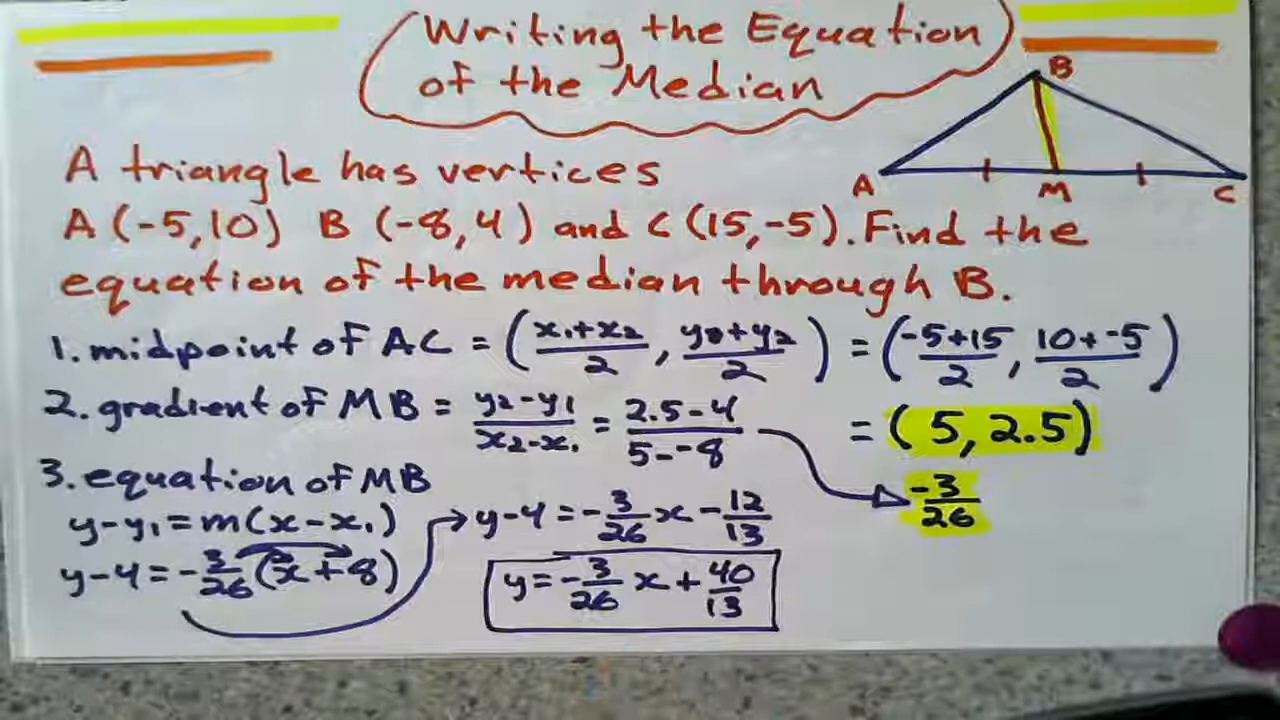 Writing the Equation
of the Median
B
A M C
A triangle has vertices
A (-5,10) B (-8,4) and C (15,-5). Find the
equation of the median through B.
1. midpoint of AC = (x₁+x₂/2, y₁+y₂/2) = (-5+15/2, 10+-5/2)
= (5, 2.5)
2. gradient of MB = y₂-y₁/x₂-x₁ = 2.5-4/5--8
-3/26
3. equation of MB
y-y₁=m(x-x₁)
y-4=-3/26(x+8)
y-4=-3/26x-12/13
y=-3/26x+40/13